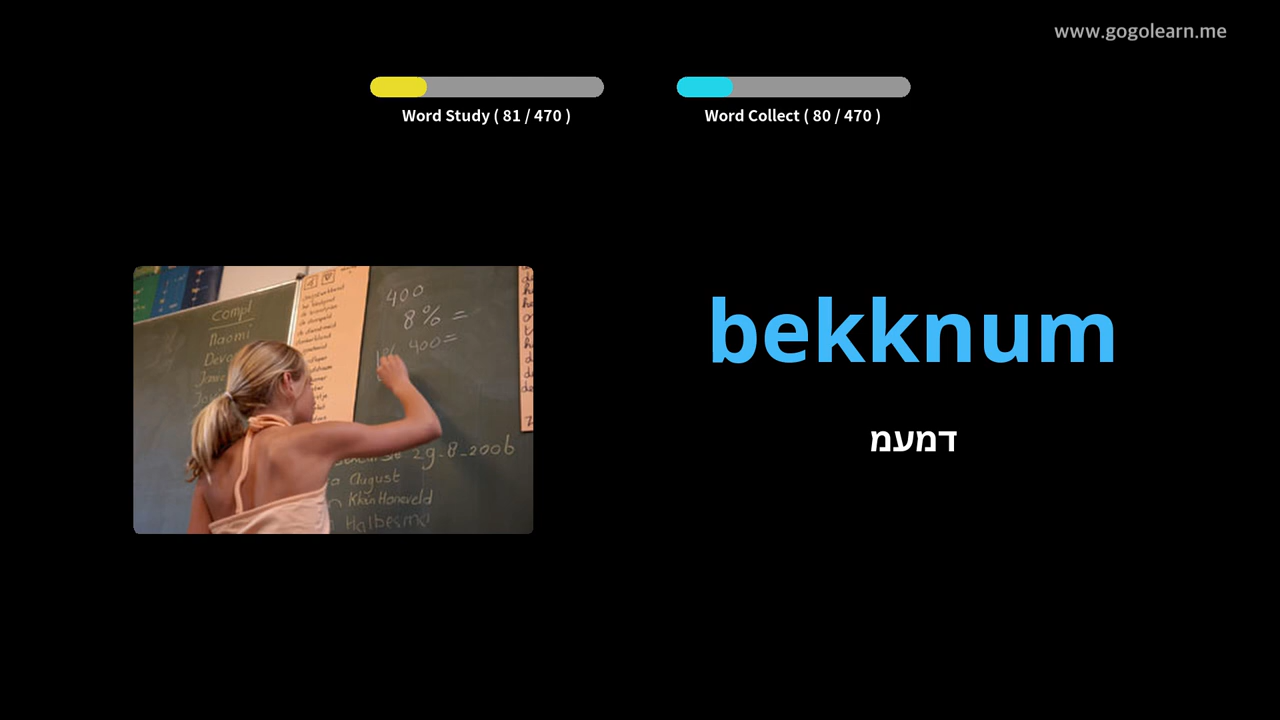 www.gogolearn.me
Word Study ( 81 / 470 )
Word Collect ( 80 / 470 )
bekknum
דמעמ
compl
Naomi
400
8% =
1% 400=
29-8-2006
August
Halbesma